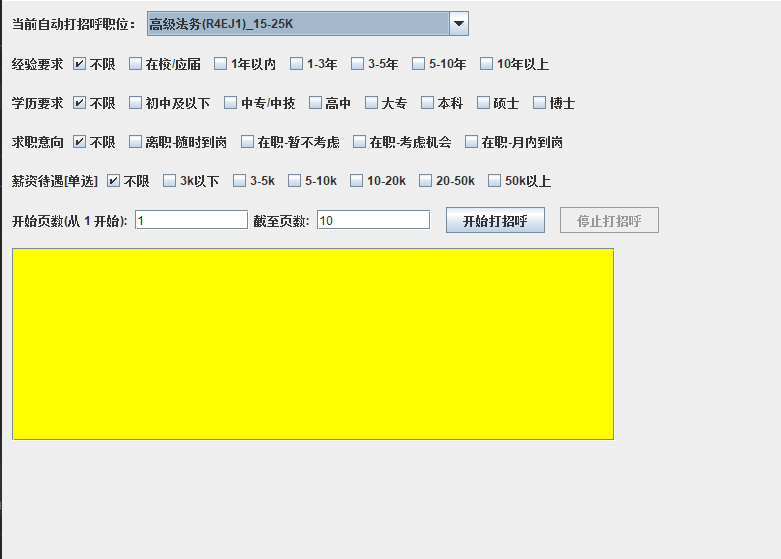 当前自动打招呼职位: 高级法务(R4EJ1)_15-25K
经验要求 不限 在校/应届 1年以内 1-3年 3-5年 5-10年 10年以上
学历要求 不限 初中及以下 中专/中技 高中 大专 本科 硕士 博士
求职意向 不限 离职-随时到岗 在职-暂不考虑 在职-考虑机会 在职-月内到岗
薪资待遇[单选] 不限 3k以下 3-5k 5-10k 10-20k 20-50k 50k以上
开始页数(从 1 开始): 1 截至页数: 10 开始打招呼 停止打招呼